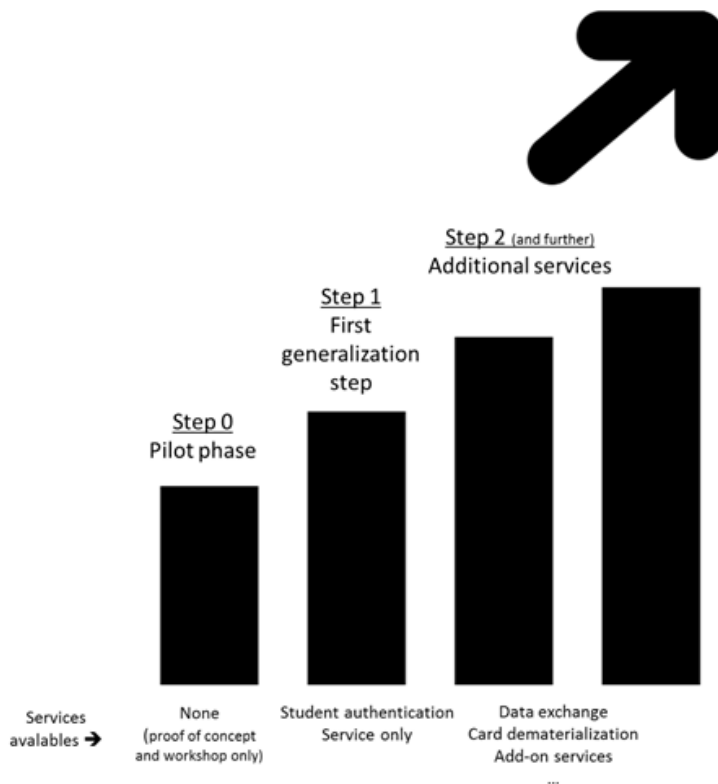 Step 2 (and further)
Additional services
Step 1
First
generalization
step
Step 0
Pilot phase
Services
avalables ➔
None
(proof of concept
and workshop only)
Student authentication
Service only
Data exchange
Card dematerialization
Add-on services
...